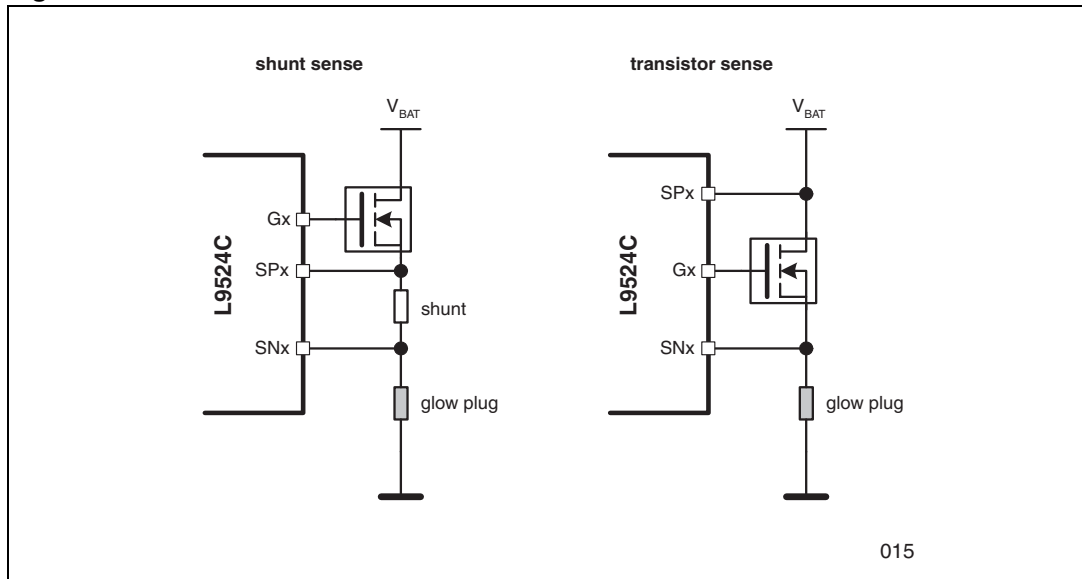 shunt sense
V_BAT
Gx
SPx
SNx
L9524C
shunt
glow plug
transistor sense
V_BAT
SPx
Gx
SNx
L9524C
glow plug
015